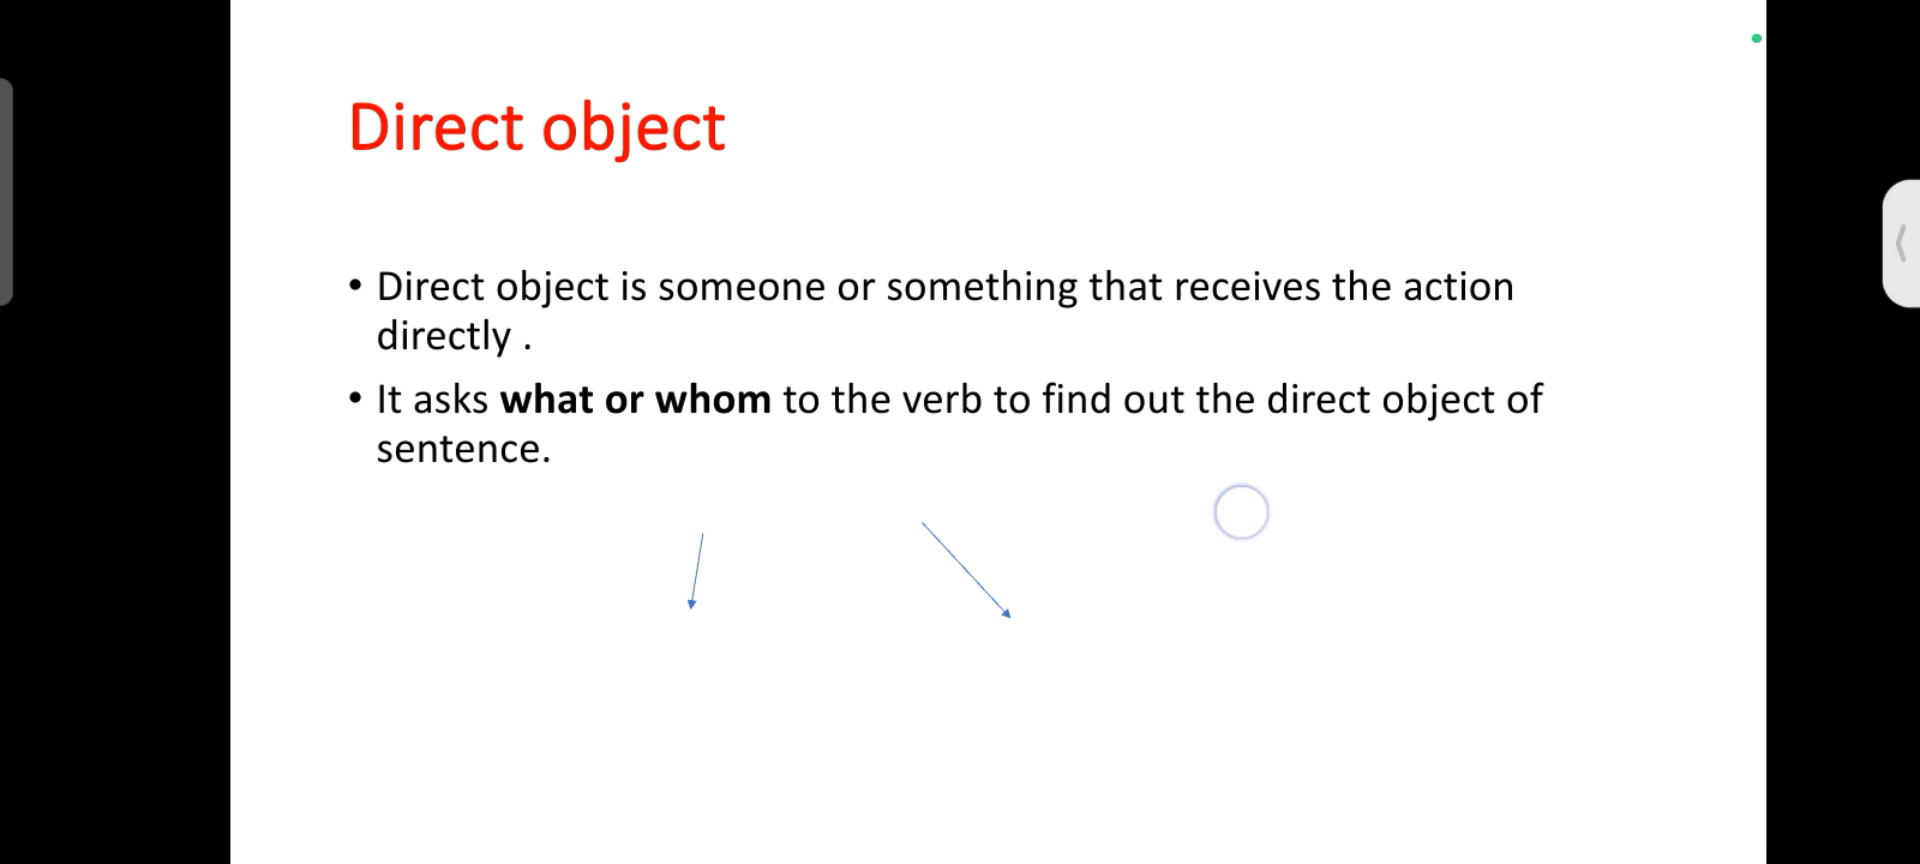 Direct object
• Direct object is someone or something that receives the action
directly .
• It asks what or whom to the verb to find out the direct object of
sentence.